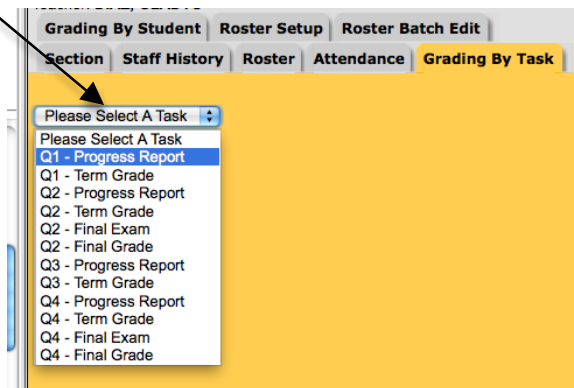 Grading By Student Roster Setup Roster Batch Edit
Section Staff History Roster Attendance Grading By Task
Please Select A Task
Please Select A Task
Q1 - Progress Report
Q1 - Term Grade
Q2 - Progress Report
Q2 - Term Grade
Q2 - Final Exam
Q2 - Final Grade
Q3 - Progress Report
Q3 - Term Grade
Q4 - Progress Report
Q4 - Term Grade
Q4 - Final Exam
Q4 - Final Grade